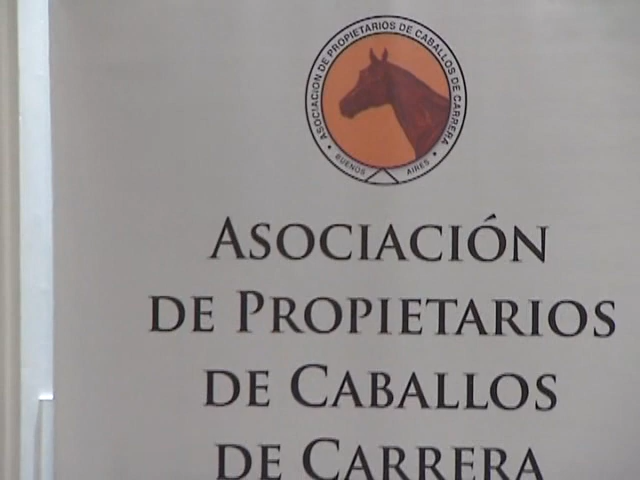 ASOCIACION DE PROPIETARIOS DE CABALLOS DE CARRERA
BUENOS AIRES
ASOCIACIÓN
DE PROPIETARIOS
DE CABALLOS
DE CARRERA